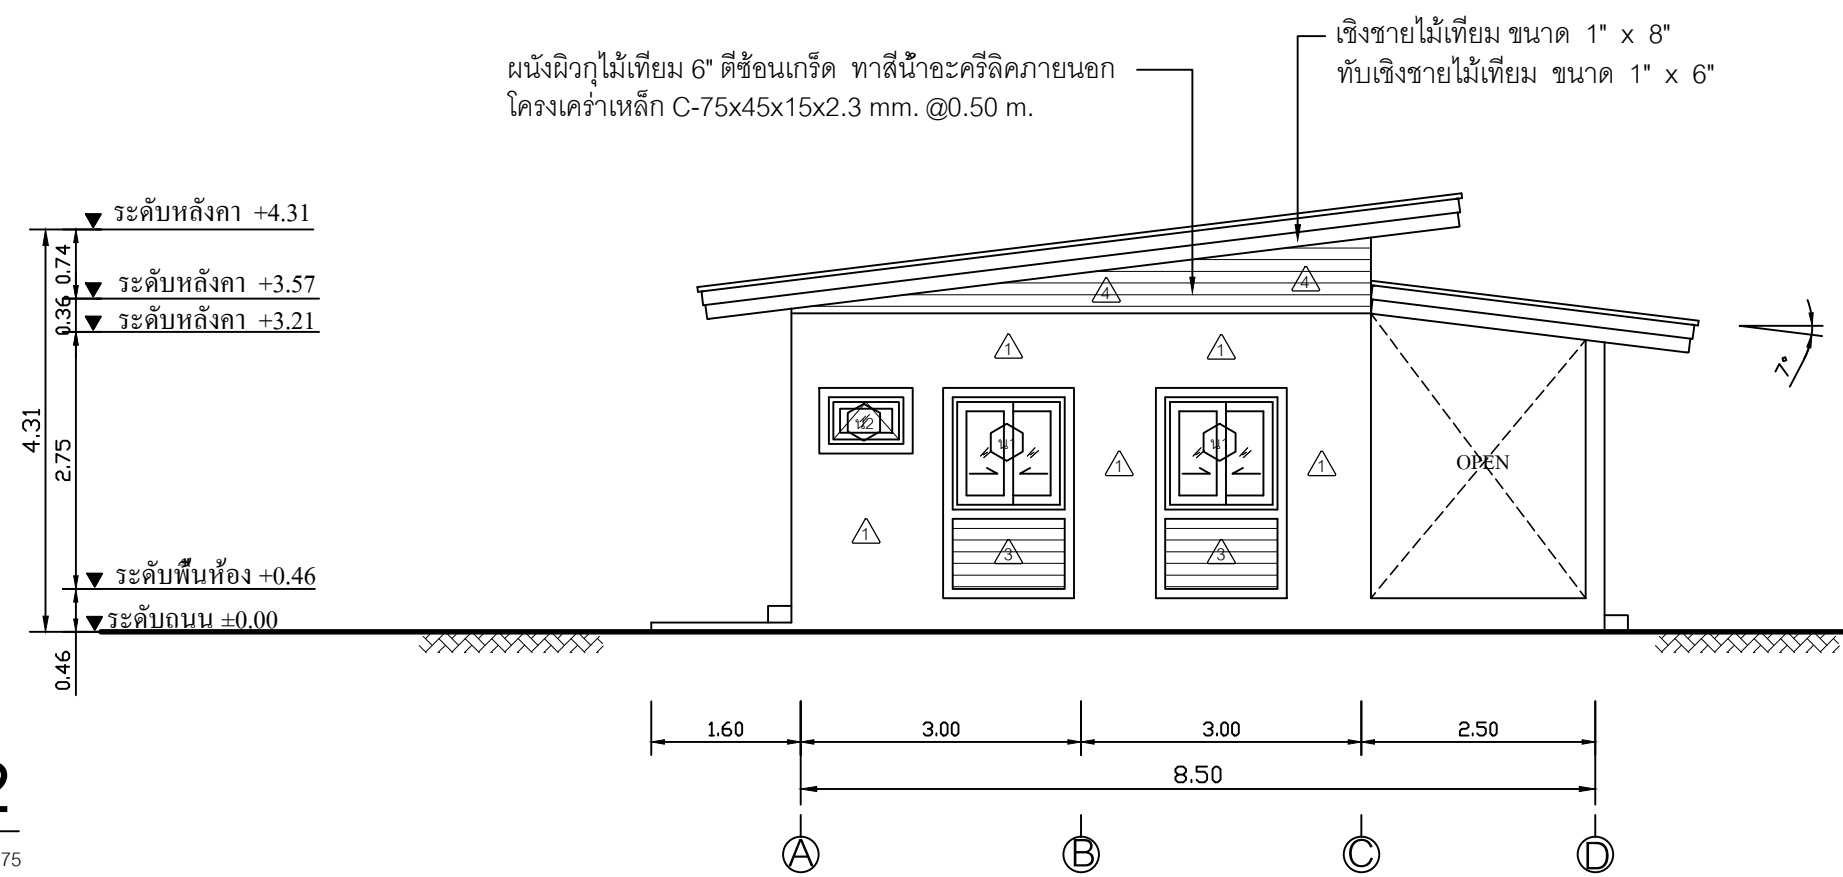 เชิงชายไม้เทียม ขนาด 1" x 8"
ทับเชิงชายไม้เทียม ขนาด 1" x 6"
ผนังผิวกุไม้เทียม 6" ตีซ้อนเกร็ด ทาสีน้ำอะครีลิคภายนอก
โครงเคร่าเหล็ก C-75x45x15x2.3 mm. @0.50 m.
ระดับหลังคา +4.31
0.74
ระดับหลังคา +3.57
0.36
ระดับหลังคา +3.21
4.31
2.75
ระดับพื้นห้อง +0.46
ระดับถนน ±0.00
0.46
4
4
1
1
7°
น2
น1
น1
1
1
OPEN
1
3
3
1.60
3.00
3.00
2.50
8.50
A
B
C
D
2
75